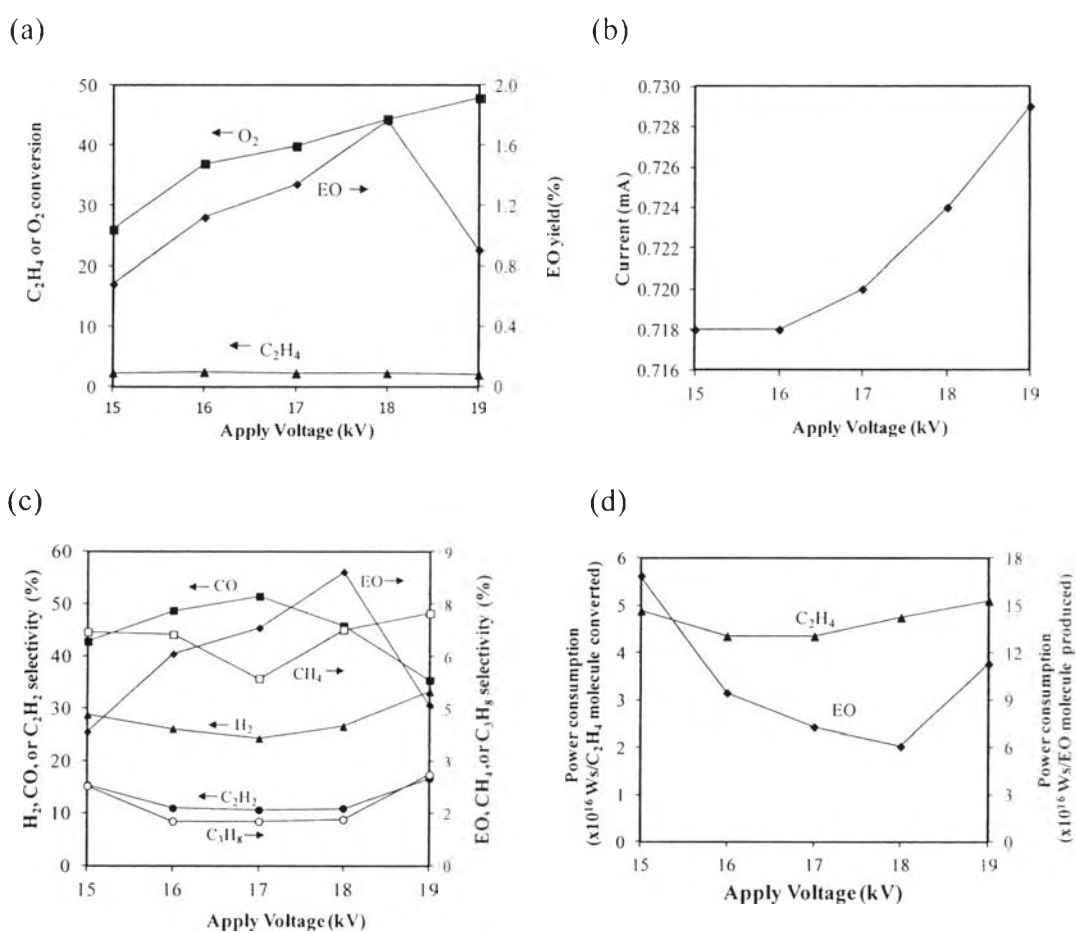 (a)
50
40
30
20
10
0
C₂H₄ or O₂ conversion
2.0
1.6
1.2
0.8
0.4
0.0
EO yield(%)
O₂
EO
C₂H₄
15 16 17 18 19
Apply Voltage (kV)
(b)
0.730
0.728
0.726
0.724
0.722
0.720
0.718
0.716
Current (mA)
15 16 17 18 19
Apply Voltage (kV)
(c)
60
50
40
30
20
10
0
H₂, CO, or C₂H₂ selectivity (%)
9
8
6
5
3
2
0
EO, CH₄, or C₃H₈ selectivity (%)
CO
EO
CH₄
H₂
C₂H₂
C₃H₈
15 16 17 18 19
Apply Voltage (kV)
(d)
6
5
4
3
2
1
0
Power consumption
(x10¹⁶ Ws/C₂H₄ molecule converted)
18
15
12
9
6
3
0
Power consumption
(x10¹⁶ Ws/EO molecule produced)
C₂H₄
EO
15 16 17 18 19
Apply Voltage (kV)